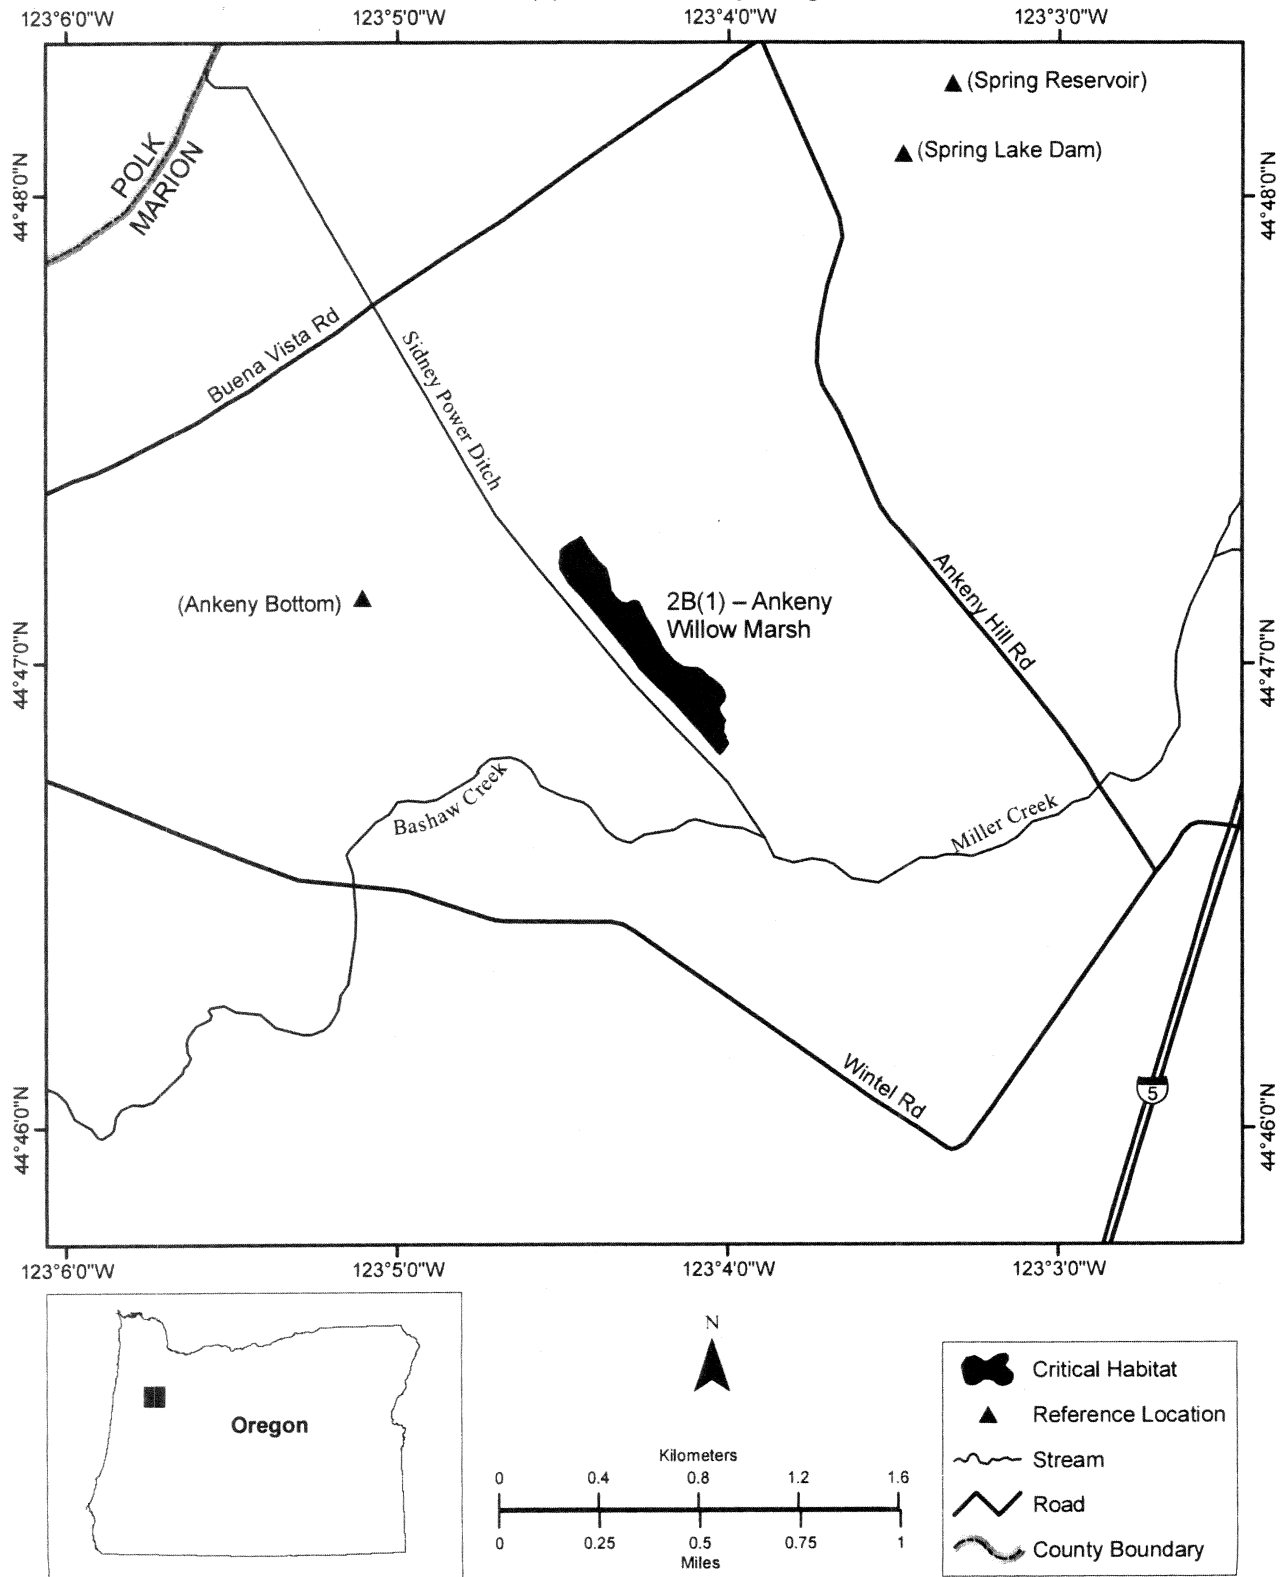 123°6'0"W 123°5'0"W 123°4'0"W 123°3'0"W
(Spring Reservoir)
(Spring Lake Dam)
POLK
MARION
44°48'0"N
44°48'0"N
Buena Vista Rd
Sidney Power Ditch
Ankeny Hill Rd
(Ankeny Bottom)
2B(1) – Ankeny
Willow Marsh
44°47'0"N
44°47'0"N
Bashaw Creek
Miller Creek
Wintel Rd
5
44°46'0"N
44°46'0"N
123°6'0"W 123°5'0"W 123°4'0"W 123°3'0"W
Oregon
N
Kilometers
0 0.4 0.8 1.2 1.6
0 0.25 0.5 0.75 1
Miles
Critical Habitat
Reference Location
Stream
Road
County Boundary